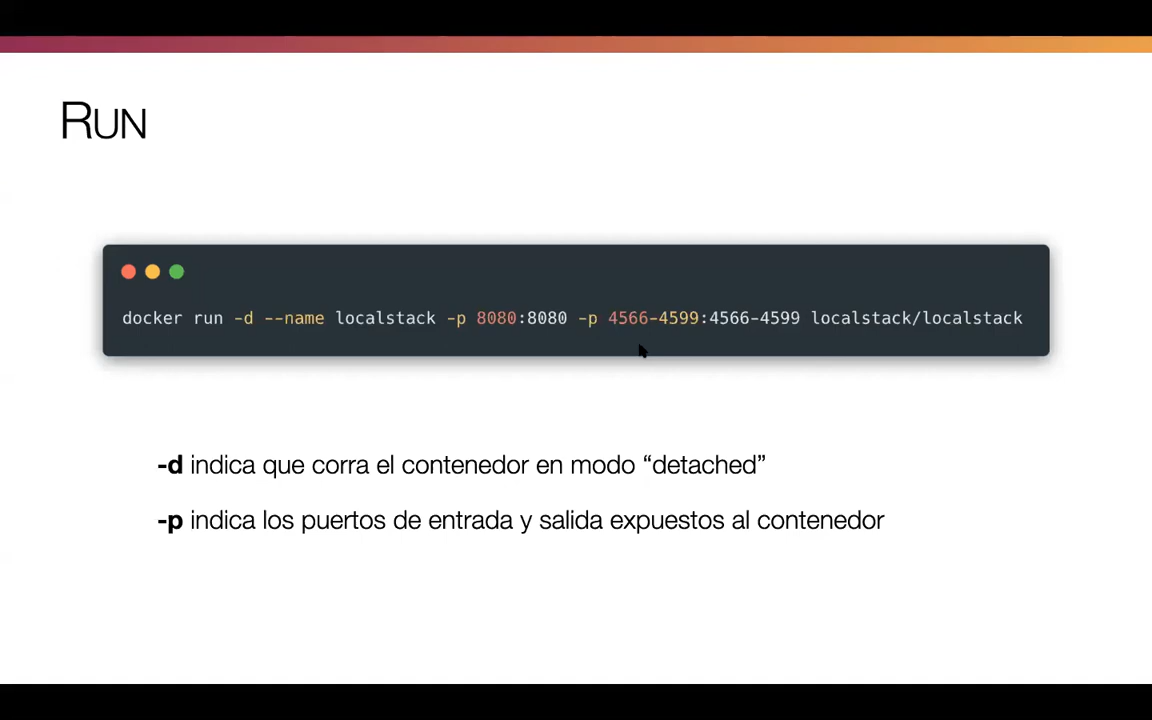 RUN
docker run -d --name localstack -p 8080:8080 -p 4566-4599:4566-4599 localstack/localstack
-d indica que corra el contenedor en modo “detached”
-p indica los puertos de entrada y salida expuestos al contenedor